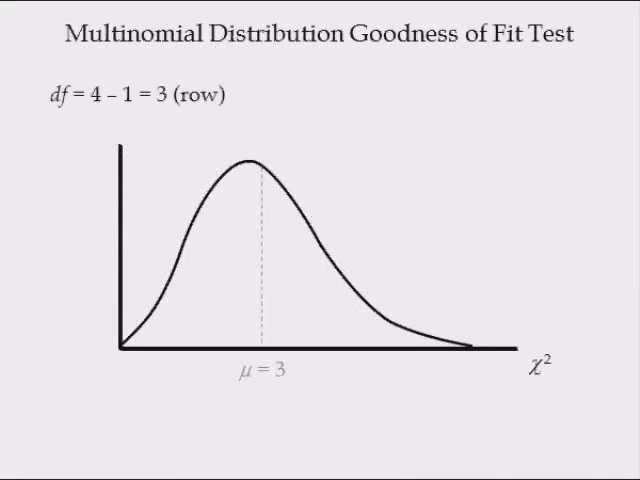 Multinomial Distribution Goodness of Fit Test
df = 4 – 1 = 3 (row)
μ = 3
χ²